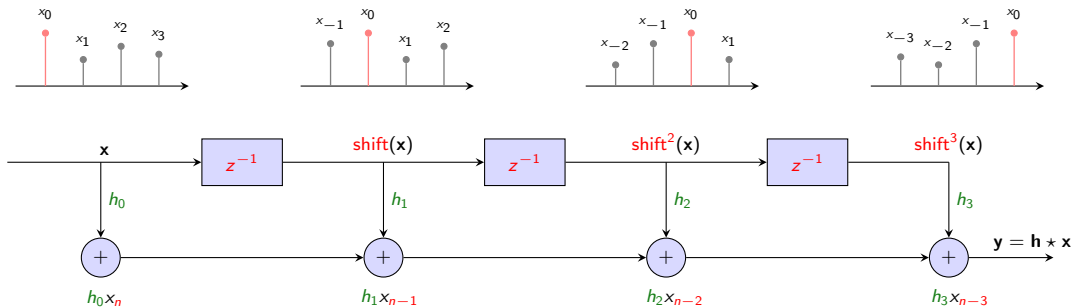 x₀ x₁ x₂ x₃
x₋₁ x₀ x₁ x₂
x₋₂ x₋₁ x₀ x₁
x₋₃ x₋₂ x₋₁ x₀
x z⁻¹ shift(x) z⁻¹ shift²(x) z⁻¹ shift³(x)
h₀ h₁ h₂ h₃
+ + + + y = h ⋆ x
h₀xₙ h₁xₙ₋₁ h₂xₙ₋₂ h₃xₙ₋₃